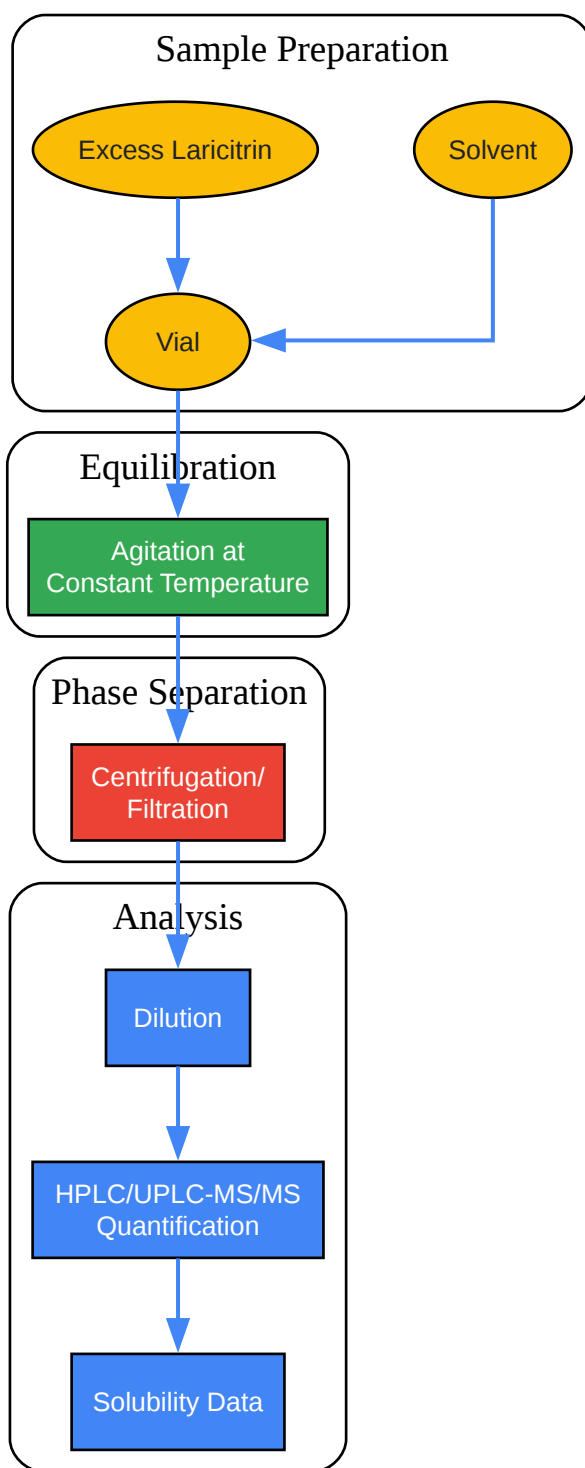 Sample Preparation
Excess Laricitrin
Solvent
Vial
Equilibration
Agitation at
Constant Temperature
Phase Separation
Centrifugation/
Filtration
Analysis
Dilution
HPLC/UPLC-MS/MS
Quantification
Solubility Data